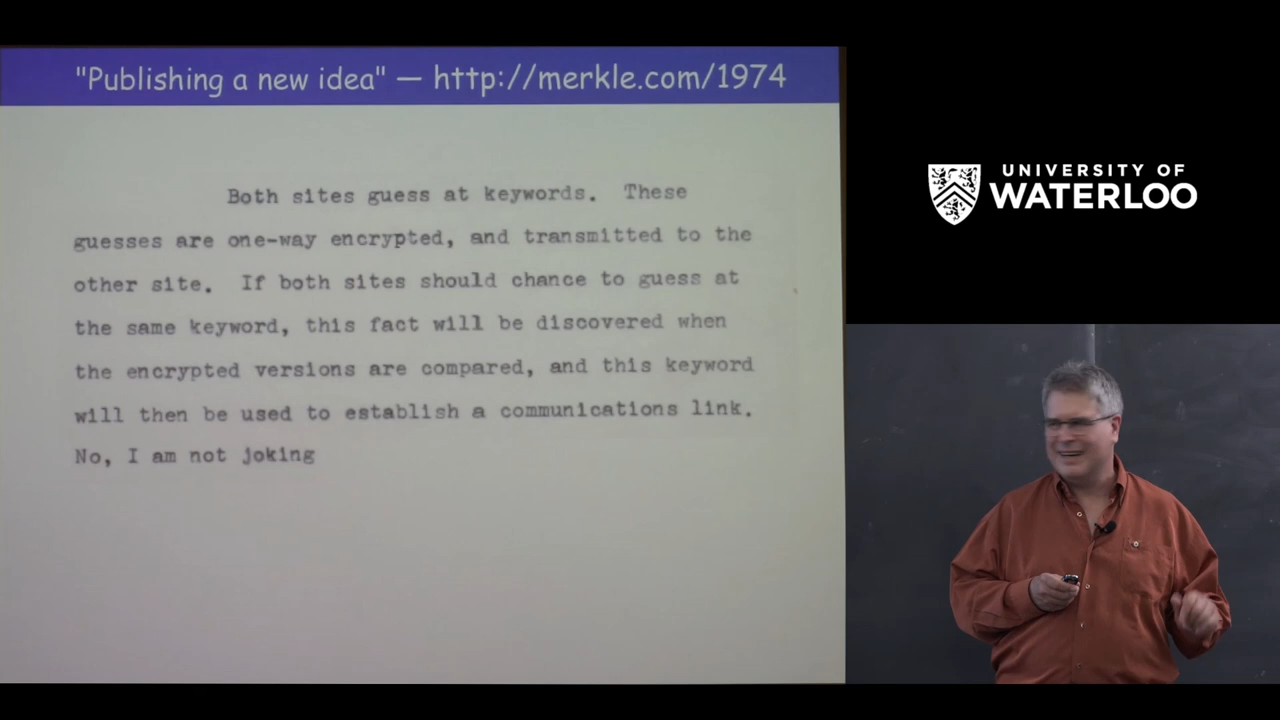 "Publishing a new idea" — http://merkle.com/1974
Both sites guess at keywords. These
guesses are one-way encrypted, and transmitted to the
other site. If both sites should chance to guess at
the same keyword, this fact will be discovered when
the encrypted versions are compared, and this keyword
will then be used to establish a communications link.
No, I am not joking
UNIVERSITY OF
WATERLOO